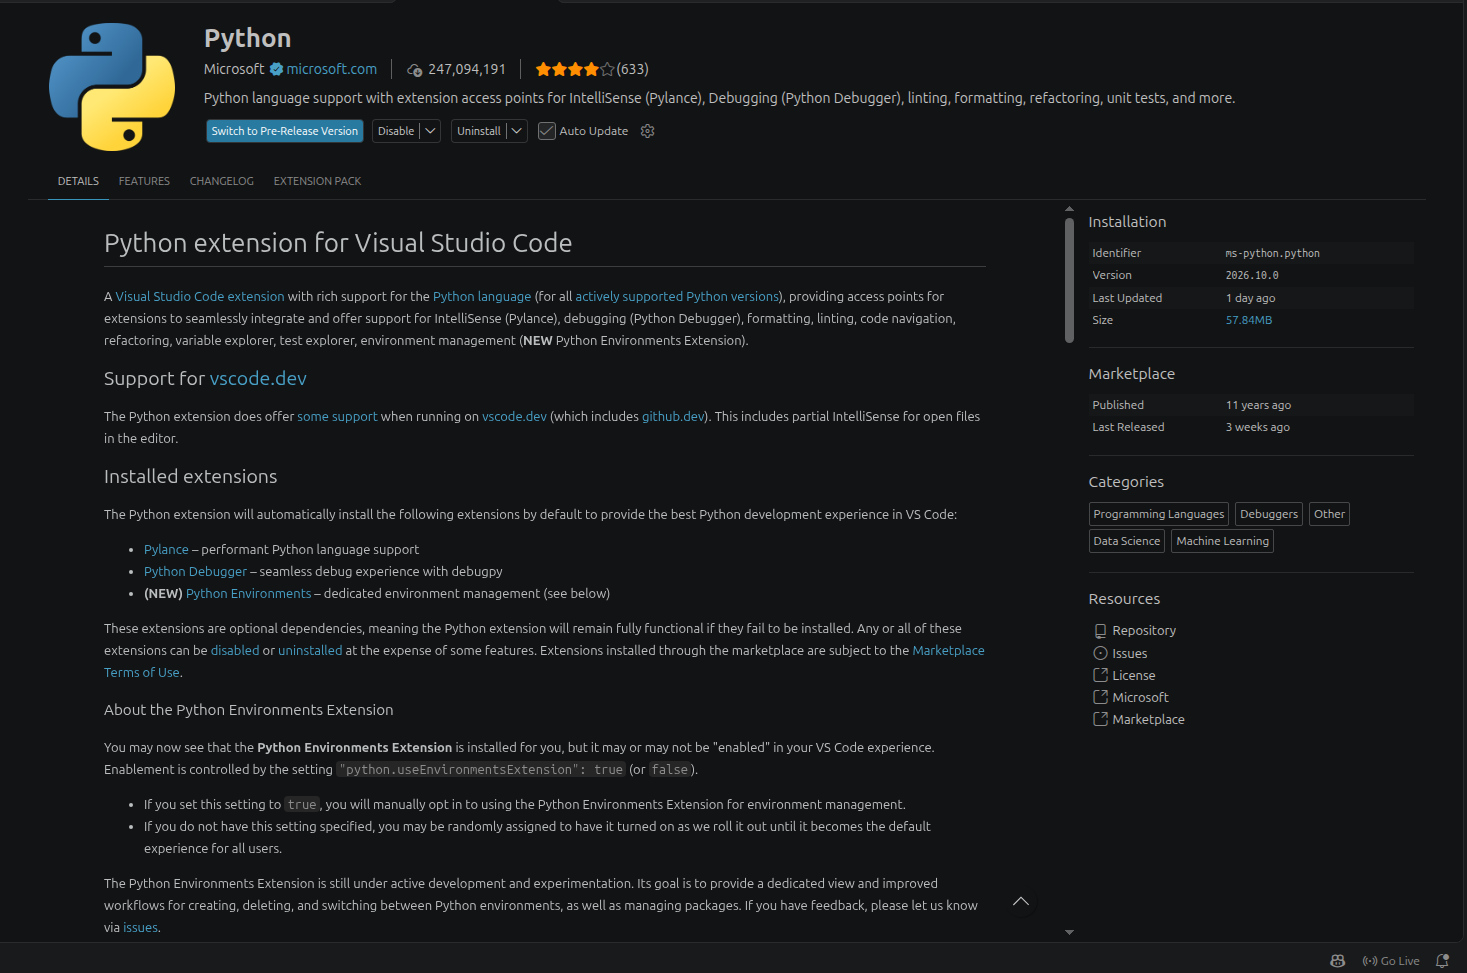 Python
Microsoft microsoft.com 247,094,191 (633)
Python language support with extension access points for IntelliSense (Pylance), Debugging (Python Debugger), linting, formatting, refactoring, unit tests, and more.
Switch to Pre-Release Version Disable Uninstall Auto Update
DETAILS FEATURES CHANGELOG EXTENSION PACK
Python extension for Visual Studio Code
A Visual Studio Code extension with rich support for the Python language (for all actively supported Python versions), providing access points for
extensions to seamlessly integrate and offer support for IntelliSense (Pylance), debugging (Python Debugger), formatting, linting, code navigation,
refactoring, variable explorer, test explorer, environment management (NEW Python Environments Extension).
Support for vscode.dev
The Python extension does offer some support when running on vscode.dev (which includes github.dev). This includes partial IntelliSense for open files
in the editor.
Installed extensions
The Python extension will automatically install the following extensions by default to provide the best Python development experience in VS Code:
• Pylance – performant Python language support
• Python Debugger – seamless debug experience with debugpy
• (NEW) Python Environments – dedicated environment management (see below)
These extensions are optional dependencies, meaning the Python extension will remain fully functional if they fail to be installed. Any or all of these
extensions can be disabled or uninstalled at the expense of some features. Extensions installed through the marketplace are subject to the Marketplace
Terms of Use.
About the Python Environments Extension
You may now see that the Python Environments Extension is installed for you, but it may or may not be "enabled" in your VS Code experience.
Enablement is controlled by the setting "python.useEnvironmentsExtension": true (or false).
• If you set this setting to true, you will manually opt in to using the Python Environments Extension for environment management.
• If you do not have this setting specified, you may be randomly assigned to have it turned on as we roll it out until it becomes the default
experience for all users.
The Python Environments Extension is still under active development and experimentation. Its goal is to provide a dedicated view and improved
workflows for creating, deleting, and switching between Python environments, as well as managing packages. If you have feedback, please let us know
via issues.
Installation
Identifier ms-python.python
Version 2026.10.0
Last Updated 1 day ago
Size 57.84MB
Marketplace
Published 11 years ago
Last Released 3 weeks ago
Categories
Programming Languages Debuggers Other
Data Science Machine Learning
Resources
Repository
Issues
License
Microsoft
Marketplace
Go Live